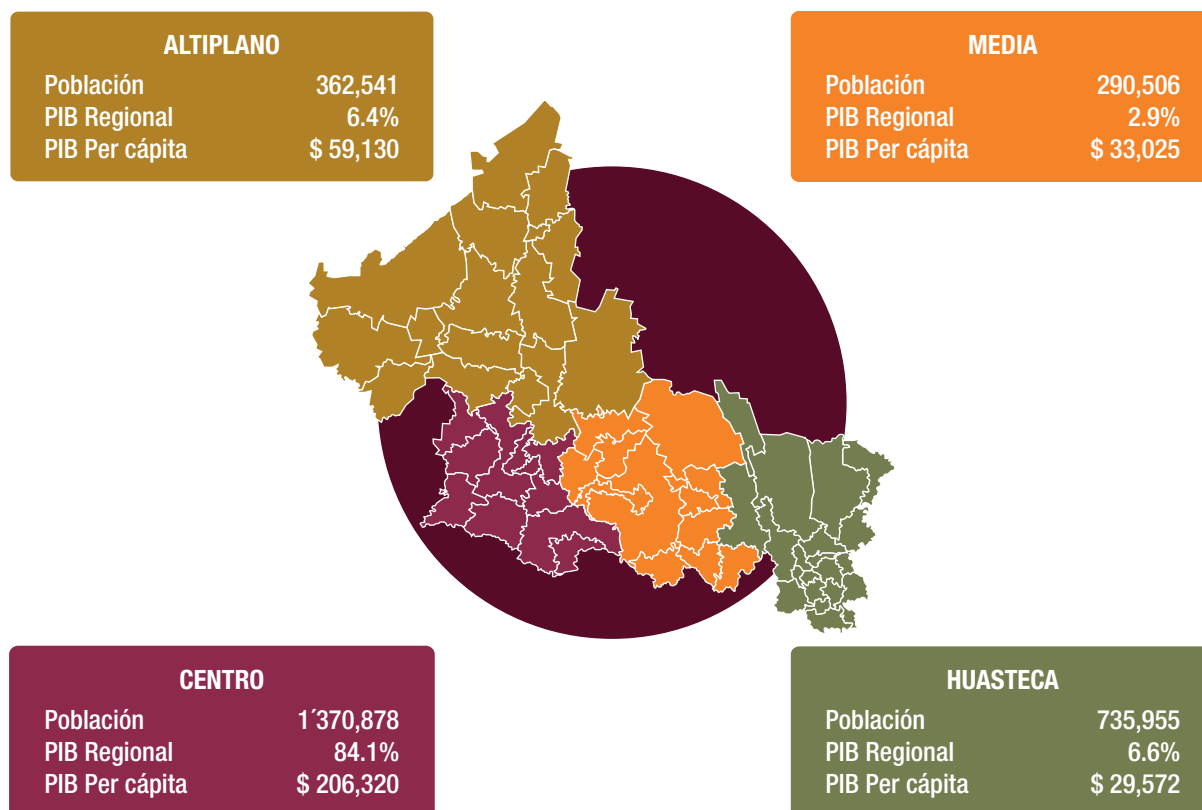 ALTIPLANO
Población 362,541
PIB Regional 6.4%
PIB Per cápita $ 59,130
MEDIA
Población 290,506
PIB Regional 2.9%
PIB Per cápita $ 33,025
CENTRO
Población 1´370,878
PIB Regional 84.1%
PIB Per cápita $ 206,320
HUASTECA
Población 735,955
PIB Regional 6.6%
PIB Per cápita $ 29,572